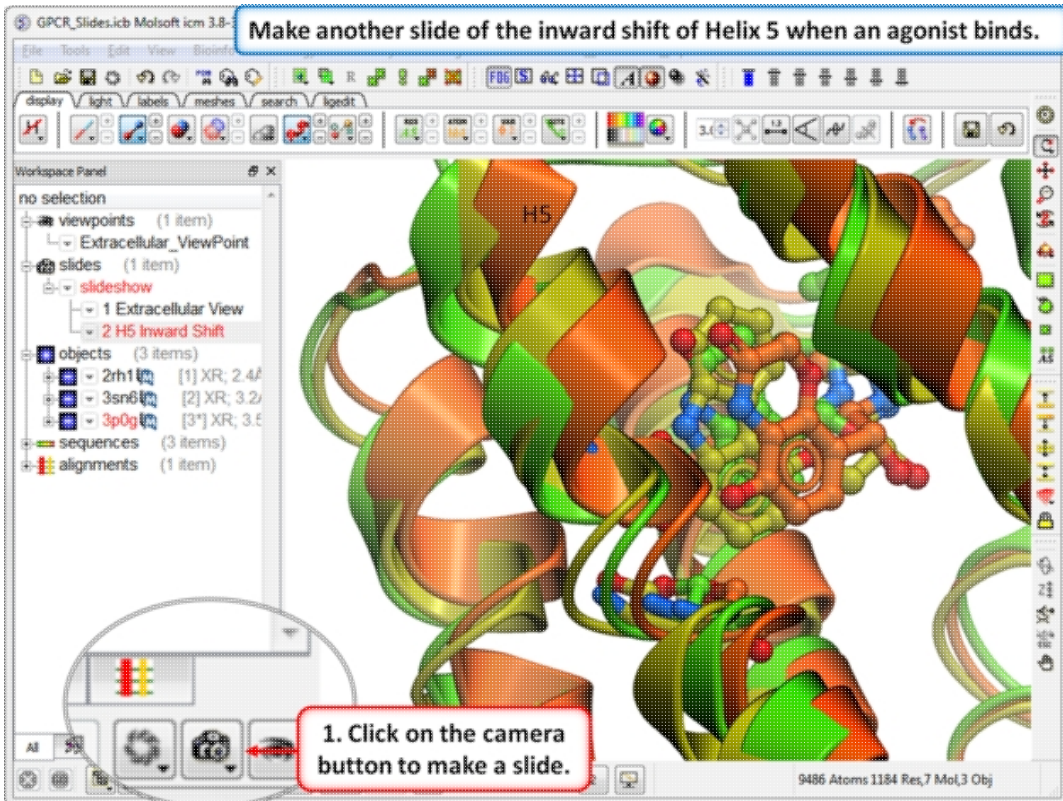 GPCR_Slides.icb Molsoft icm 3.8-
Make another slide of the inward shift of Helix 5 when an agonist binds.
File Tools Edit View Bioinfo
FOG
display light labels meshes search ligedit
Workspace Panel
no selection
viewpoints (1 item)
Extracellular_ViewPoint
slides (1 item)
slideshow
1 Extracellular View
2 H5 Inward Shift
objects (3 items)
2rh1 [1] XR; 2.4
3sn6 [2] XR; 3.2
3p0g [3*] XR; 3.5
sequences (3 items)
alignments (1 item)
H5
AS
1. Click on the camera
button to make a slide.
All
9486 Atoms 1184 Res,7 Mol,3 Obj